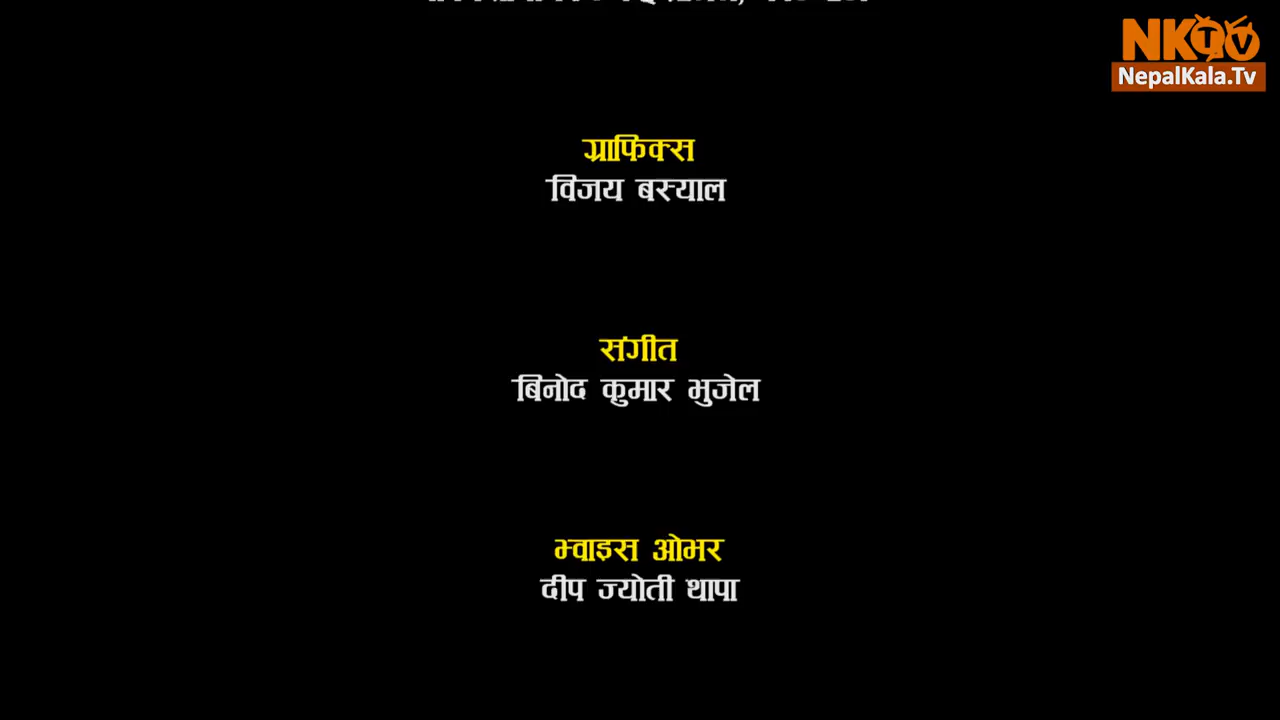 NKTV
NepalKala.Tv
ग्राफिक्स
विजय बस्याल
संगीत
बिनोद कुमार भुजेल
भ्वाइस ओभर
दीप ज्योती थापा